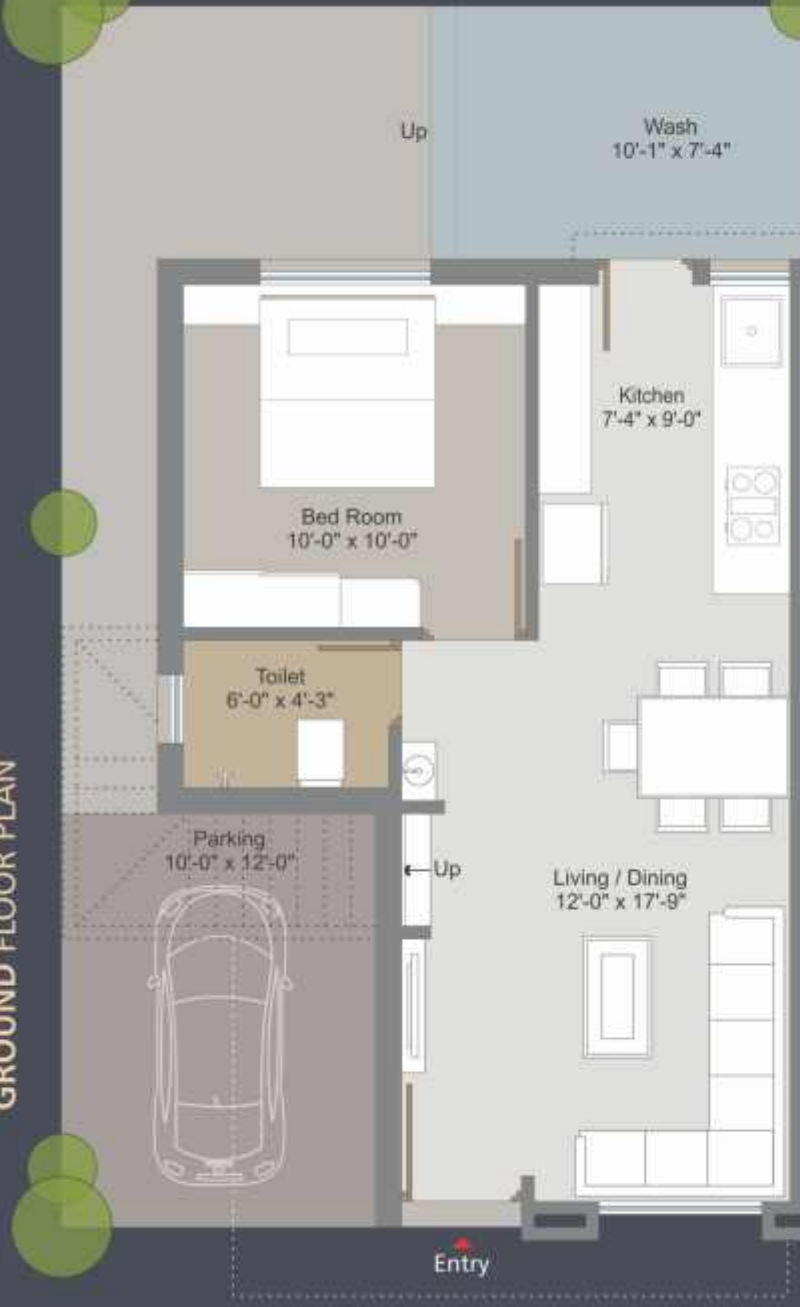 Up
Wash
10'-1" x 7'-4"
Kitchen
7'-4" x 9'-0"
Bed Room
10'-0" x 10'-0"
Toilet
6'-0" x 4'-3"
GROUND FLOOR PLAN
Parking
10'-0" x 12'-0"
Up
Living / Dining
12'-0" x 17'-9"
Entry